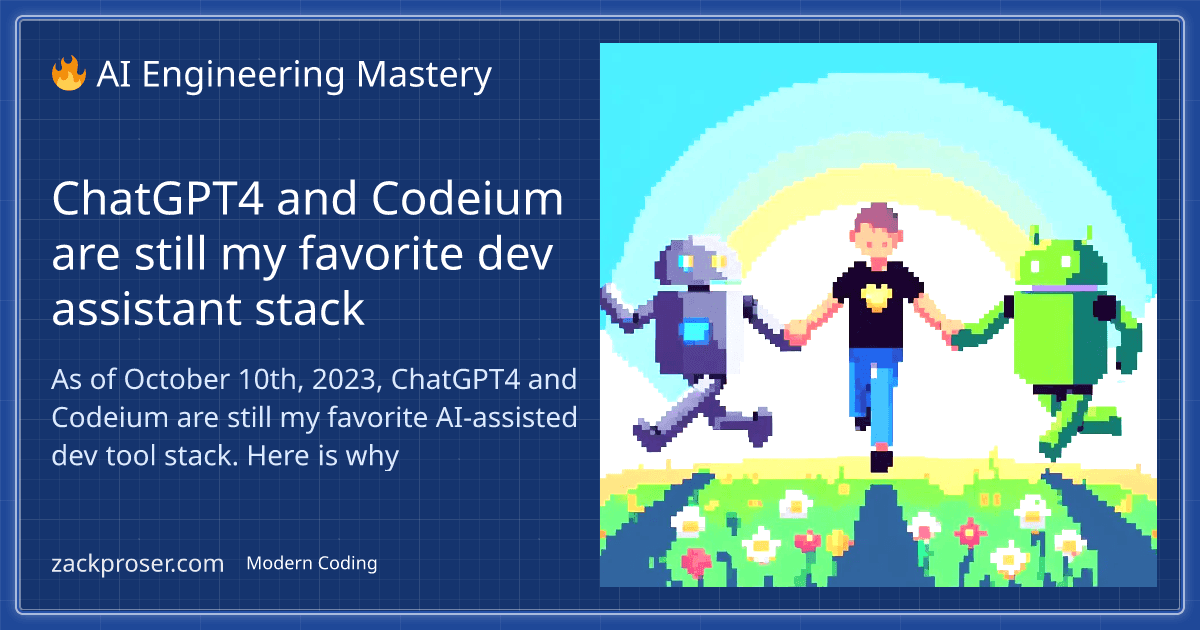 🔥 AI Engineering Mastery
ChatGPT4 and Codeium
are still my favorite dev
assistant stack
As of October 10th, 2023, ChatGPT4 and
Codeium are still my favorite AI-assisted
dev tool stack. Here is why
zackproser.com Modern Coding